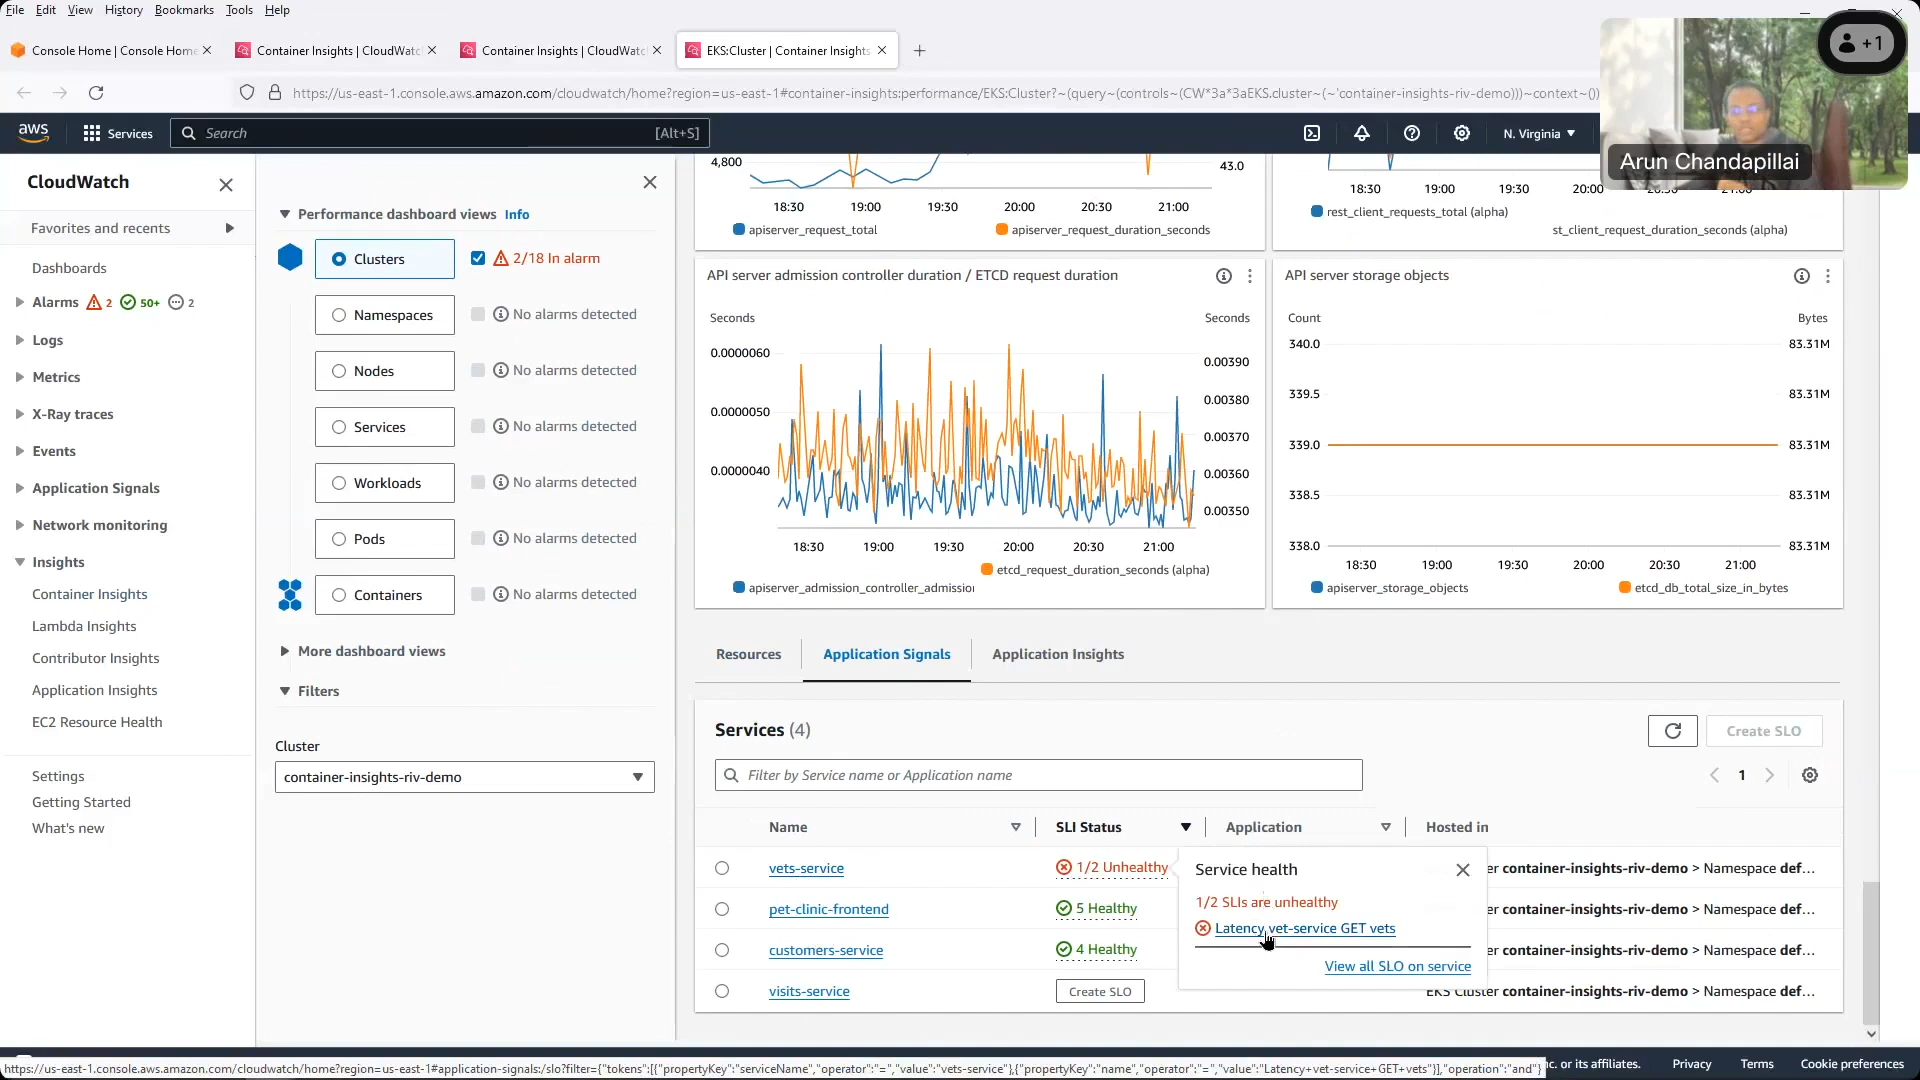 File Edit View History Bookmarks Tools Help
Console Home | Console Home
Container Insights | CloudWatc
Container Insights | CloudWatc
EKS:Cluster | Container Insights
+1
https://us-east-1.console.aws.amazon.com/cloudwatch/home?region=us-east-1#container-insights:performance/EKS:Cluster?~(query~(controls~(CW*3a*3aEKS.cluster~(~'container-insights-riv-demo)))~context~())
aws Services Search [Alt+S] N. Virginia
Arun Chandapillai
CloudWatch
Favorites and recents
Dashboards
Alarms 2 50+ 2
Logs
Metrics
X-Ray traces
Events
Application Signals
Network monitoring
Insights
Container Insights
Lambda Insights
Contributor Insights
Application Insights
EC2 Resource Health
Settings
Getting Started
What's new
Performance dashboard views Info
Clusters 2/18 In alarm
Namespaces No alarms detected
Nodes No alarms detected
Services No alarms detected
Workloads No alarms detected
Pods No alarms detected
Containers No alarms detected
More dashboard views
Filters
Cluster
container-insights-riv-demo
4,800 43.0
18:30 19:00 19:30 20:00 20:30 21:00
apiserver_request_total apiserver_request_duration_seconds
18:30 19:00 19:30 20:00
rest_client_requests_total (alpha)
st_client_request_duration_seconds (alpha)
API server admission controller duration / ETCD request duration
Seconds Seconds
0.0000060 0.00390
0.00380
0.0000050 0.00370
0.0000040 0.00360
0.00350
18:30 19:00 19:30 20:00 20:30 21:00
etcd_request_duration_seconds (alpha)
apiserver_admission_controller_admission
API server storage objects
Count Bytes
340.0 83.31M
339.5 83.31M
339.0 83.31M
338.5 83.31M
338.0 83.31M
18:30 19:00 19:30 20:00 20:30 21:00
apiserver_storage_objects etcd_db_total_size_in_bytes
Resources Application Signals Application Insights
Services (4) Create SLO
Filter by Service name or Application name 1
Name SLI Status Application Hosted in
vets-service 1/2 Unhealthy er container-insights-riv-demo > Namespace def...
pet-clinic-frontend 5 Healthy er container-insights-riv-demo > Namespace def...
customers-service 4 Healthy er container-insights-riv-demo > Namespace def...
visits-service Create SLO EKS Cluster container-insights-riv-demo > Namespace def...
Service health
1/2 SLIs are unhealthy
Latency vet-service GET vets
View all SLO on service
https://us-east-1.console.aws.amazon.com/cloudwatch/home?region=us-east-1#application-signals:/slo?filter={"tokens":[{"propertyKey":"serviceName","operator":"=","value":"vets-service"},{"propertyKey":"name","operator":"=","value":"Latency+vet-service+GET+vets"}],"operation":"and"}
nc. or its affiliates. Privacy Terms Cookie preferences